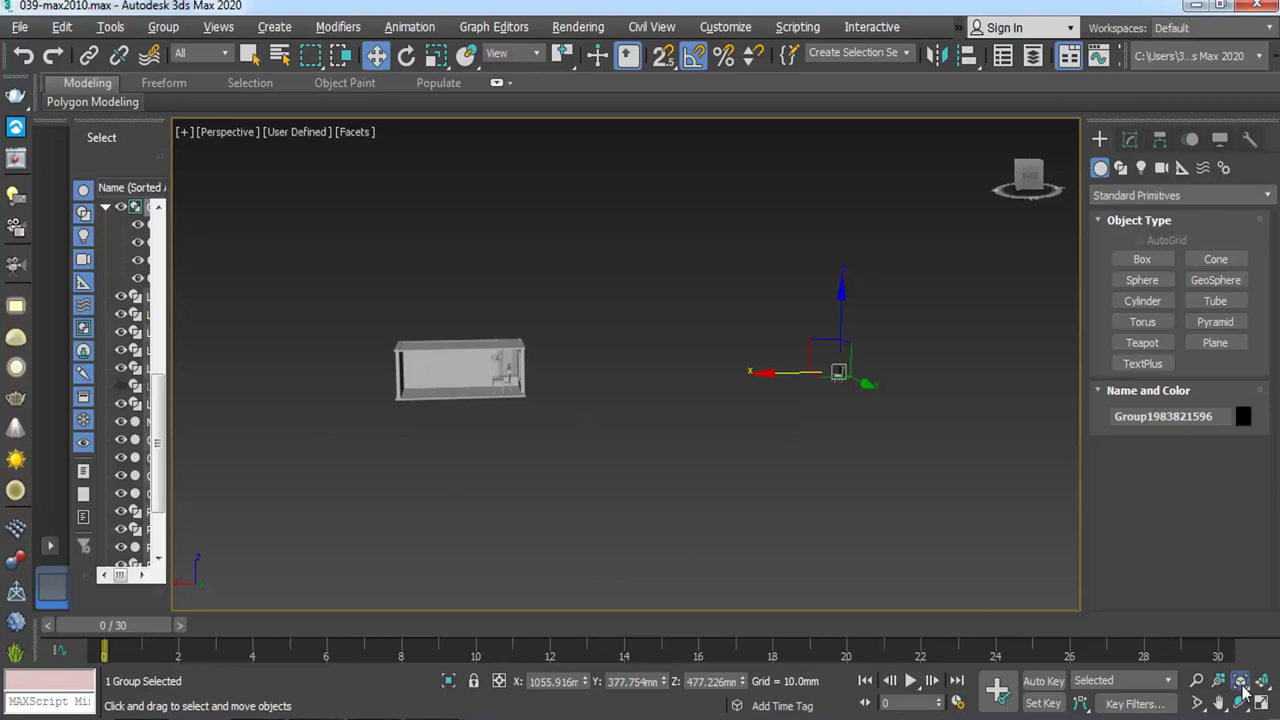 039-max2010.max - Autodesk 3ds Max 2020
File Edit Tools Group Views Create Modifiers Animation Graph Editors Rendering Civil View Customize Scripting Interactive » Sign In Workspaces: Default
All View Create Selection Se C:\Users\3...s Max 2020
Modeling Freeform Selection Object Paint Populate
Polygon Modeling
Select
Name (Sorted A
[+] [Perspective] [User Defined] [Facets]
x
z
Standard Primitives
Object Type
AutoGrid
Box Cone
Sphere GeoSphere
Cylinder Tube
Torus Pyramid
Teapot Plane
TextPlus
Name and Color
Group1983821596
0 / 30
0 2 4 6 8 10 12 14 16 18 20 22 24 26 28 30
1 Group Selected X: 1055.916m Y: 377.754mm Z: 477.226mm Grid = 10.0mm Auto Key Selected
MAXScript Mi Click and drag to select and move objects Add Time Tag 0 Set Key Key Filters...